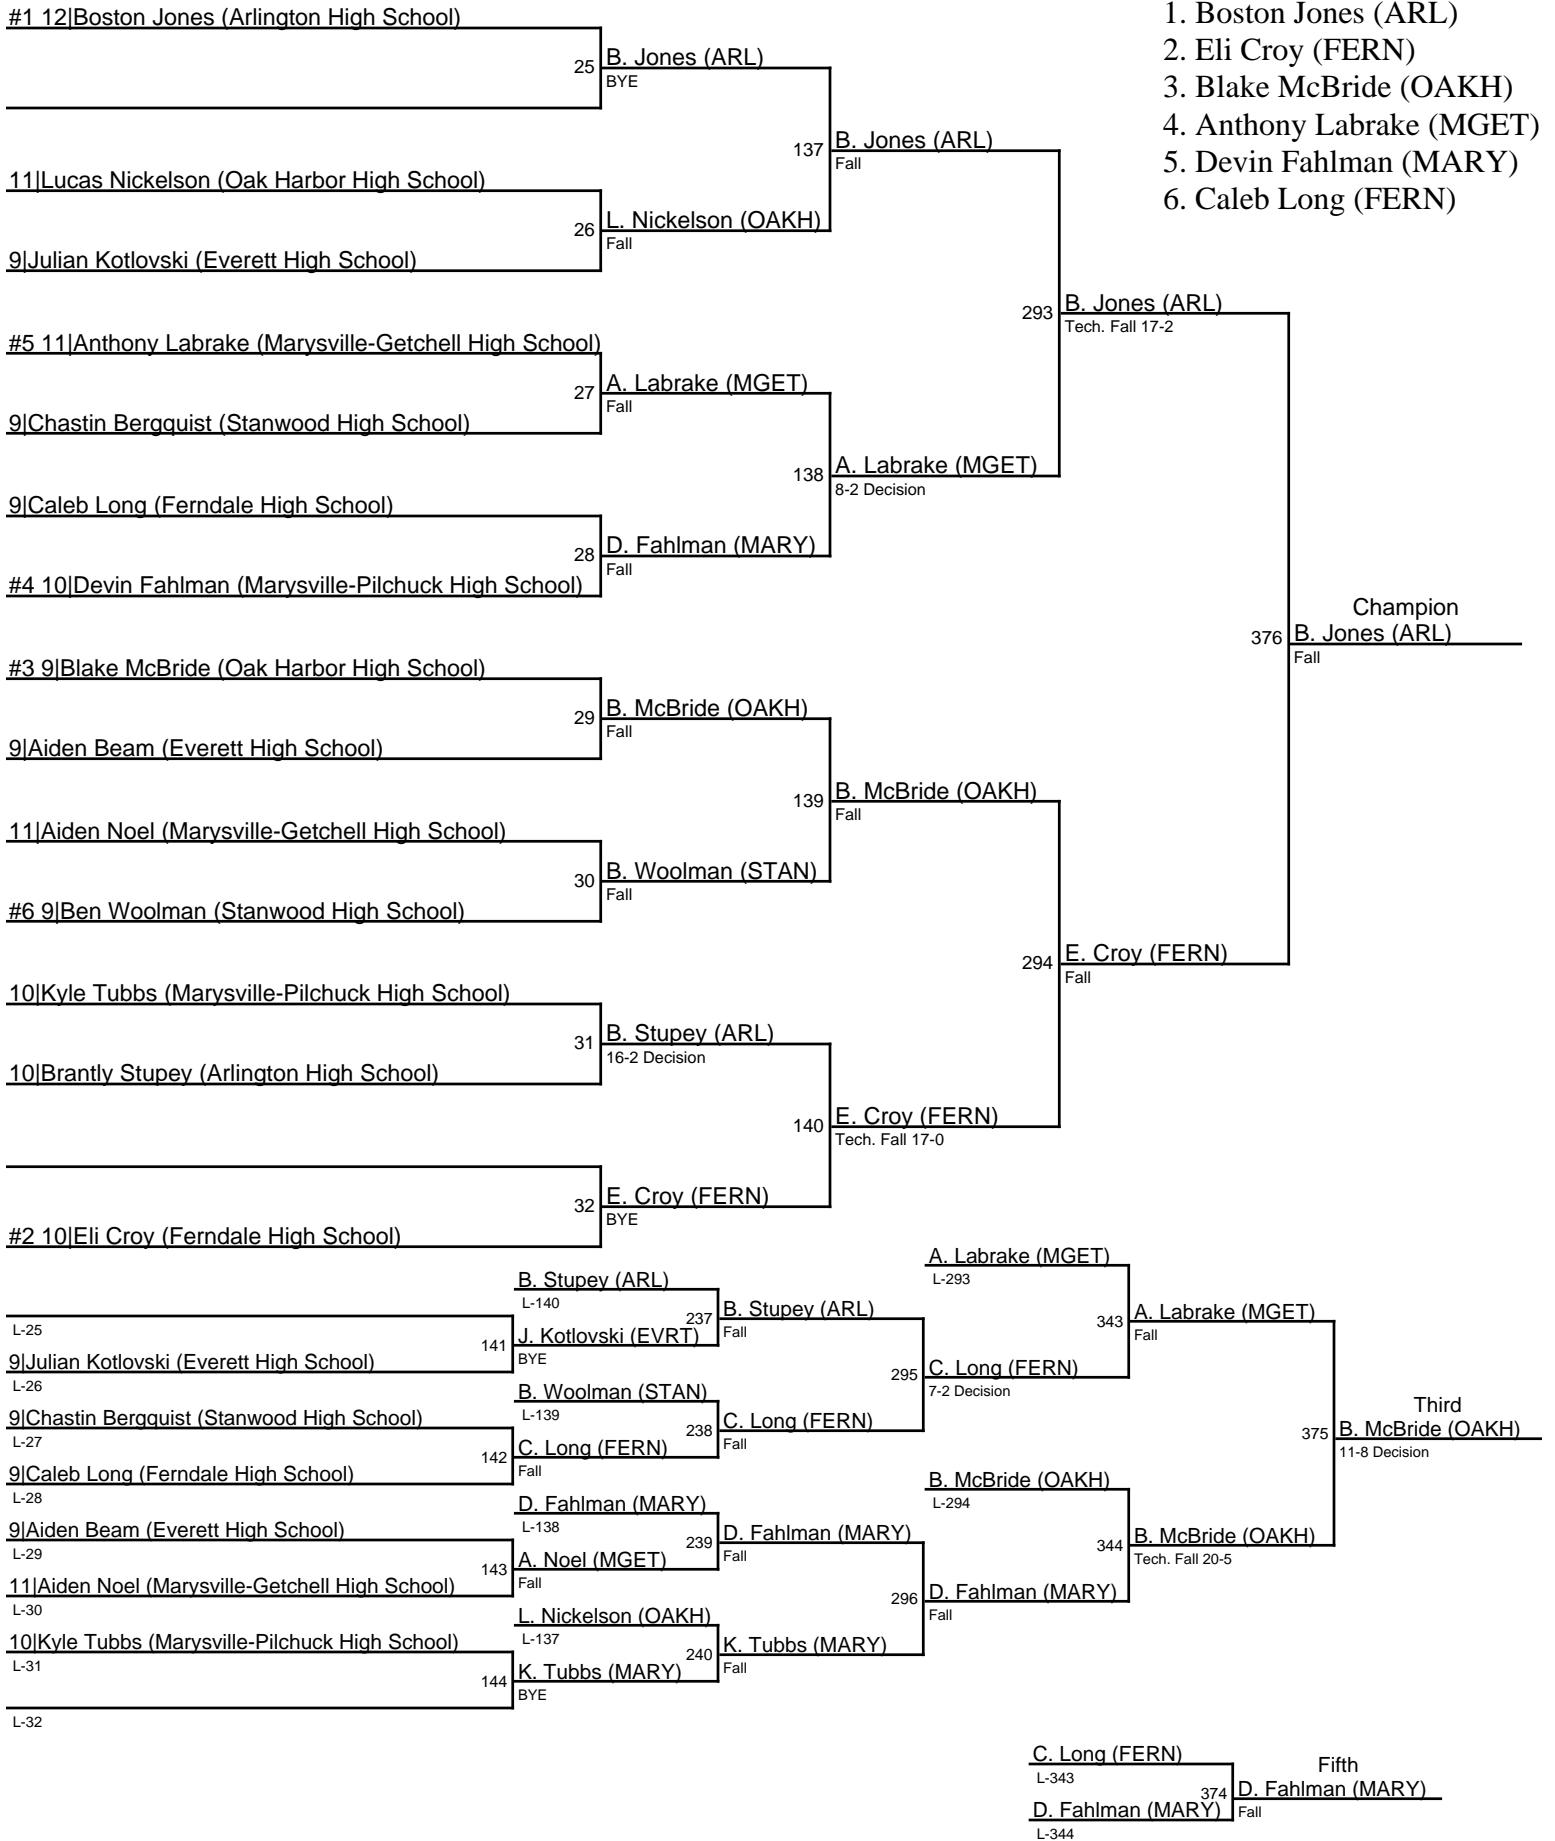 #1 12|Boston Jones (Arlington High School)
25
B. Jones (ARL)
BYE
137
B. Jones (ARL)
Fall
11|Lucas Nickelson (Oak Harbor High School)
26
L. Nickelson (OAKH)
Fall
9|Julian Kotlovski (Everett High School)
293
B. Jones (ARL)
Tech. Fall 17-2
#5 11|Anthony Labrake (Marysville-Getchell High School)
27
A. Labrake (MGET)
Fall
9|Chastin Bergquist (Stanwood High School)
138
A. Labrake (MGET)
8-2 Decision
9|Caleb Long (Ferndale High School)
28
D. Fahlman (MARY)
Fall
#4 10|Devin Fahlman (Marysville-Pilchuck High School)
Champion
376
B. Jones (ARL)
Fall
#3 9|Blake McBride (Oak Harbor High School)
29
B. McBride (OAKH)
Fall
9|Aiden Beam (Everett High School)
139
B. McBride (OAKH)
Fall
11|Aiden Noel (Marysville-Getchell High School)
30
B. Woolman (STAN)
Fall
#6 9|Ben Woolman (Stanwood High School)
294
E. Croy (FERN)
Fall
10|Kyle Tubbs (Marysville-Pilchuck High School)
31
B. Stupey (ARL)
16-2 Decision
10|Brantly Stupey (Arlington High School)
140
E. Croy (FERN)
Tech. Fall 17-0
32
E. Croy (FERN)
BYE
#2 10|Eli Croy (Ferndale High School)
1. Boston Jones (ARL)
2. Eli Croy (FERN)
3. Blake McBride (OAKH)
4. Anthony Labrake (MGET)
5. Devin Fahlman (MARY)
6. Caleb Long (FERN)
L-25
9|Julian Kotlovski (Everett High School)
L-26
9|Chastin Bergquist (Stanwood High School)
L-27
9|Caleb Long (Ferndale High School)
L-28
9|Aiden Beam (Everett High School)
L-29
11|Aiden Noel (Marysville-Getchell High School)
L-30
10|Kyle Tubbs (Marysville-Pilchuck High School)
L-31
L-32
B. Stupey (ARL)
L-140
141
J. Kotlovski (EVRT)
BYE
B. Woolman (STAN)
L-139
142
C. Long (FERN)
Fall
D. Fahlman (MARY)
L-138
143
A. Noel (MGET)
Fall
L. Nickelson (OAKH)
L-137
144
K. Tubbs (MARY)
BYE
237
B. Stupey (ARL)
Fall
238
C. Long (FERN)
Fall
239
D. Fahlman (MARY)
Fall
240
K. Tubbs (MARY)
Fall
A. Labrake (MGET)
L-293
295
C. Long (FERN)
7-2 Decision
B. McBride (OAKH)
L-294
296
D. Fahlman (MARY)
Fall
343
A. Labrake (MGET)
Fall
344
B. McBride (OAKH)
Tech. Fall 20-5
Third
375
B. McBride (OAKH)
11-8 Decision
C. Long (FERN)
L-343
D. Fahlman (MARY)
L-344
Fifth
374
D. Fahlman (MARY)
Fall